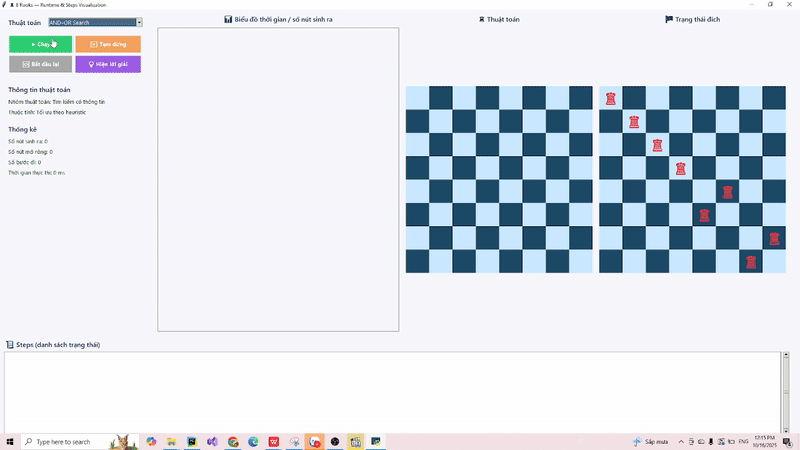 8 Rooks — Runtime & Steps Visualization
Thuật toán
AND-OR Search
Chạy
Tạm dừng
Bắt đầu lại
Hiện lời giải
Thông tin thuật toán
Nhóm thuật toán: Tìm kiếm có thông tin
Thuộc tính: Tối ưu theo heuristic
Thống kê
Số nút sinh ra: 0
Số nút mở rộng: 0
Số bước đi: 0
Thời gian thực thi: 0 ms
Biểu đồ thời gian / số nút sinh ra
Thuật toán
Trạng thái đích
Steps (danh sách trạng thái)
Type here to search
Sắp mưa
ENG
12:15 PM
10/16/2025